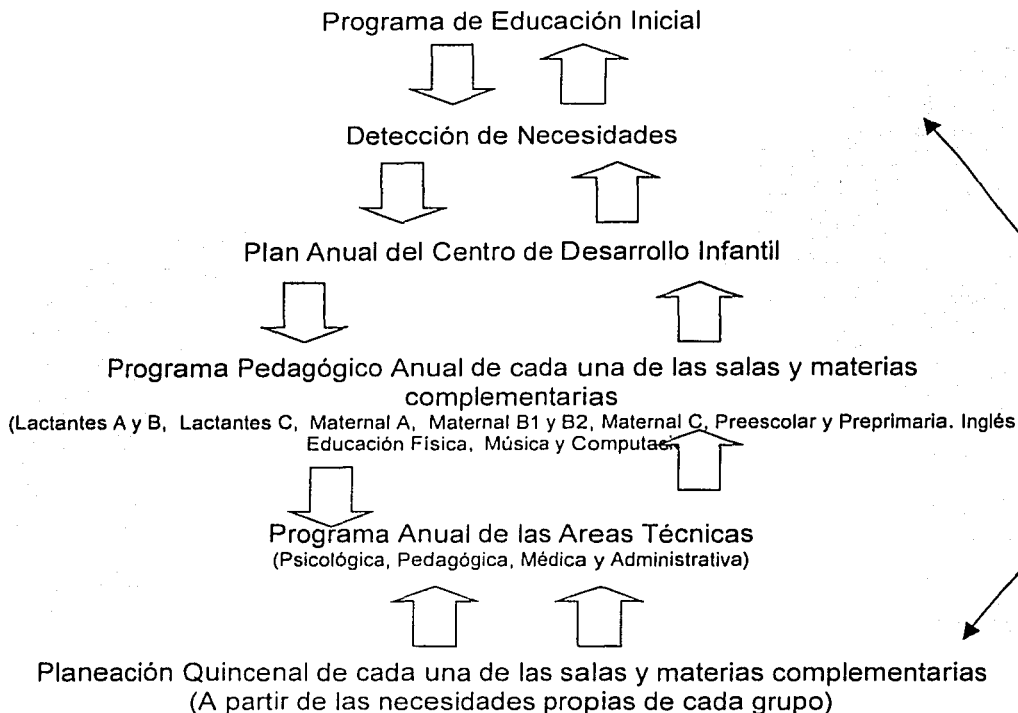 Programa de Educación Inicial
Detección de Necesidades
Plan Anual del Centro de Desarrollo Infantil
Programa Pedagógico Anual de cada una de las salas y materias
complementarias
(Lactantes A y B, Lactantes C, Maternal A, Maternal B1 y B2, Maternal C, Preescolar y Preprimaria. Inglés
Educación Física, Música y
Programa Anual de las Areas Técnicas
(Psicológica, Pedagógica, Médica y Administrativa)
Planeación Quincenal de cada una de las salas y materias complementarias
(A partir de las necesidades propias de cada grupo)